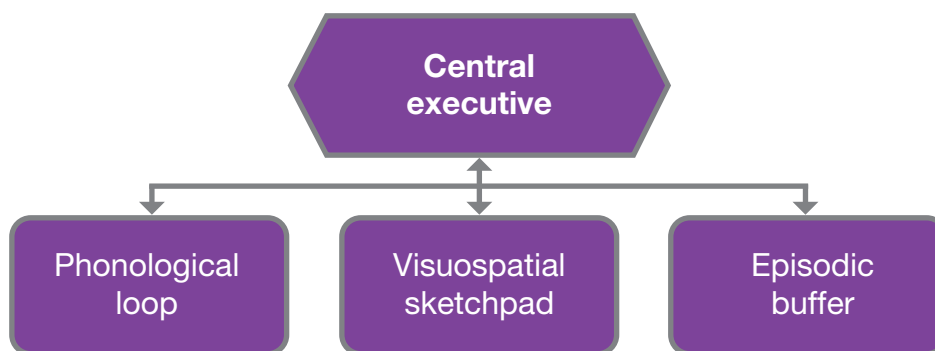 Central
executive
Phonological
loop
Visuospatial
sketchpad
Episodic
buffer